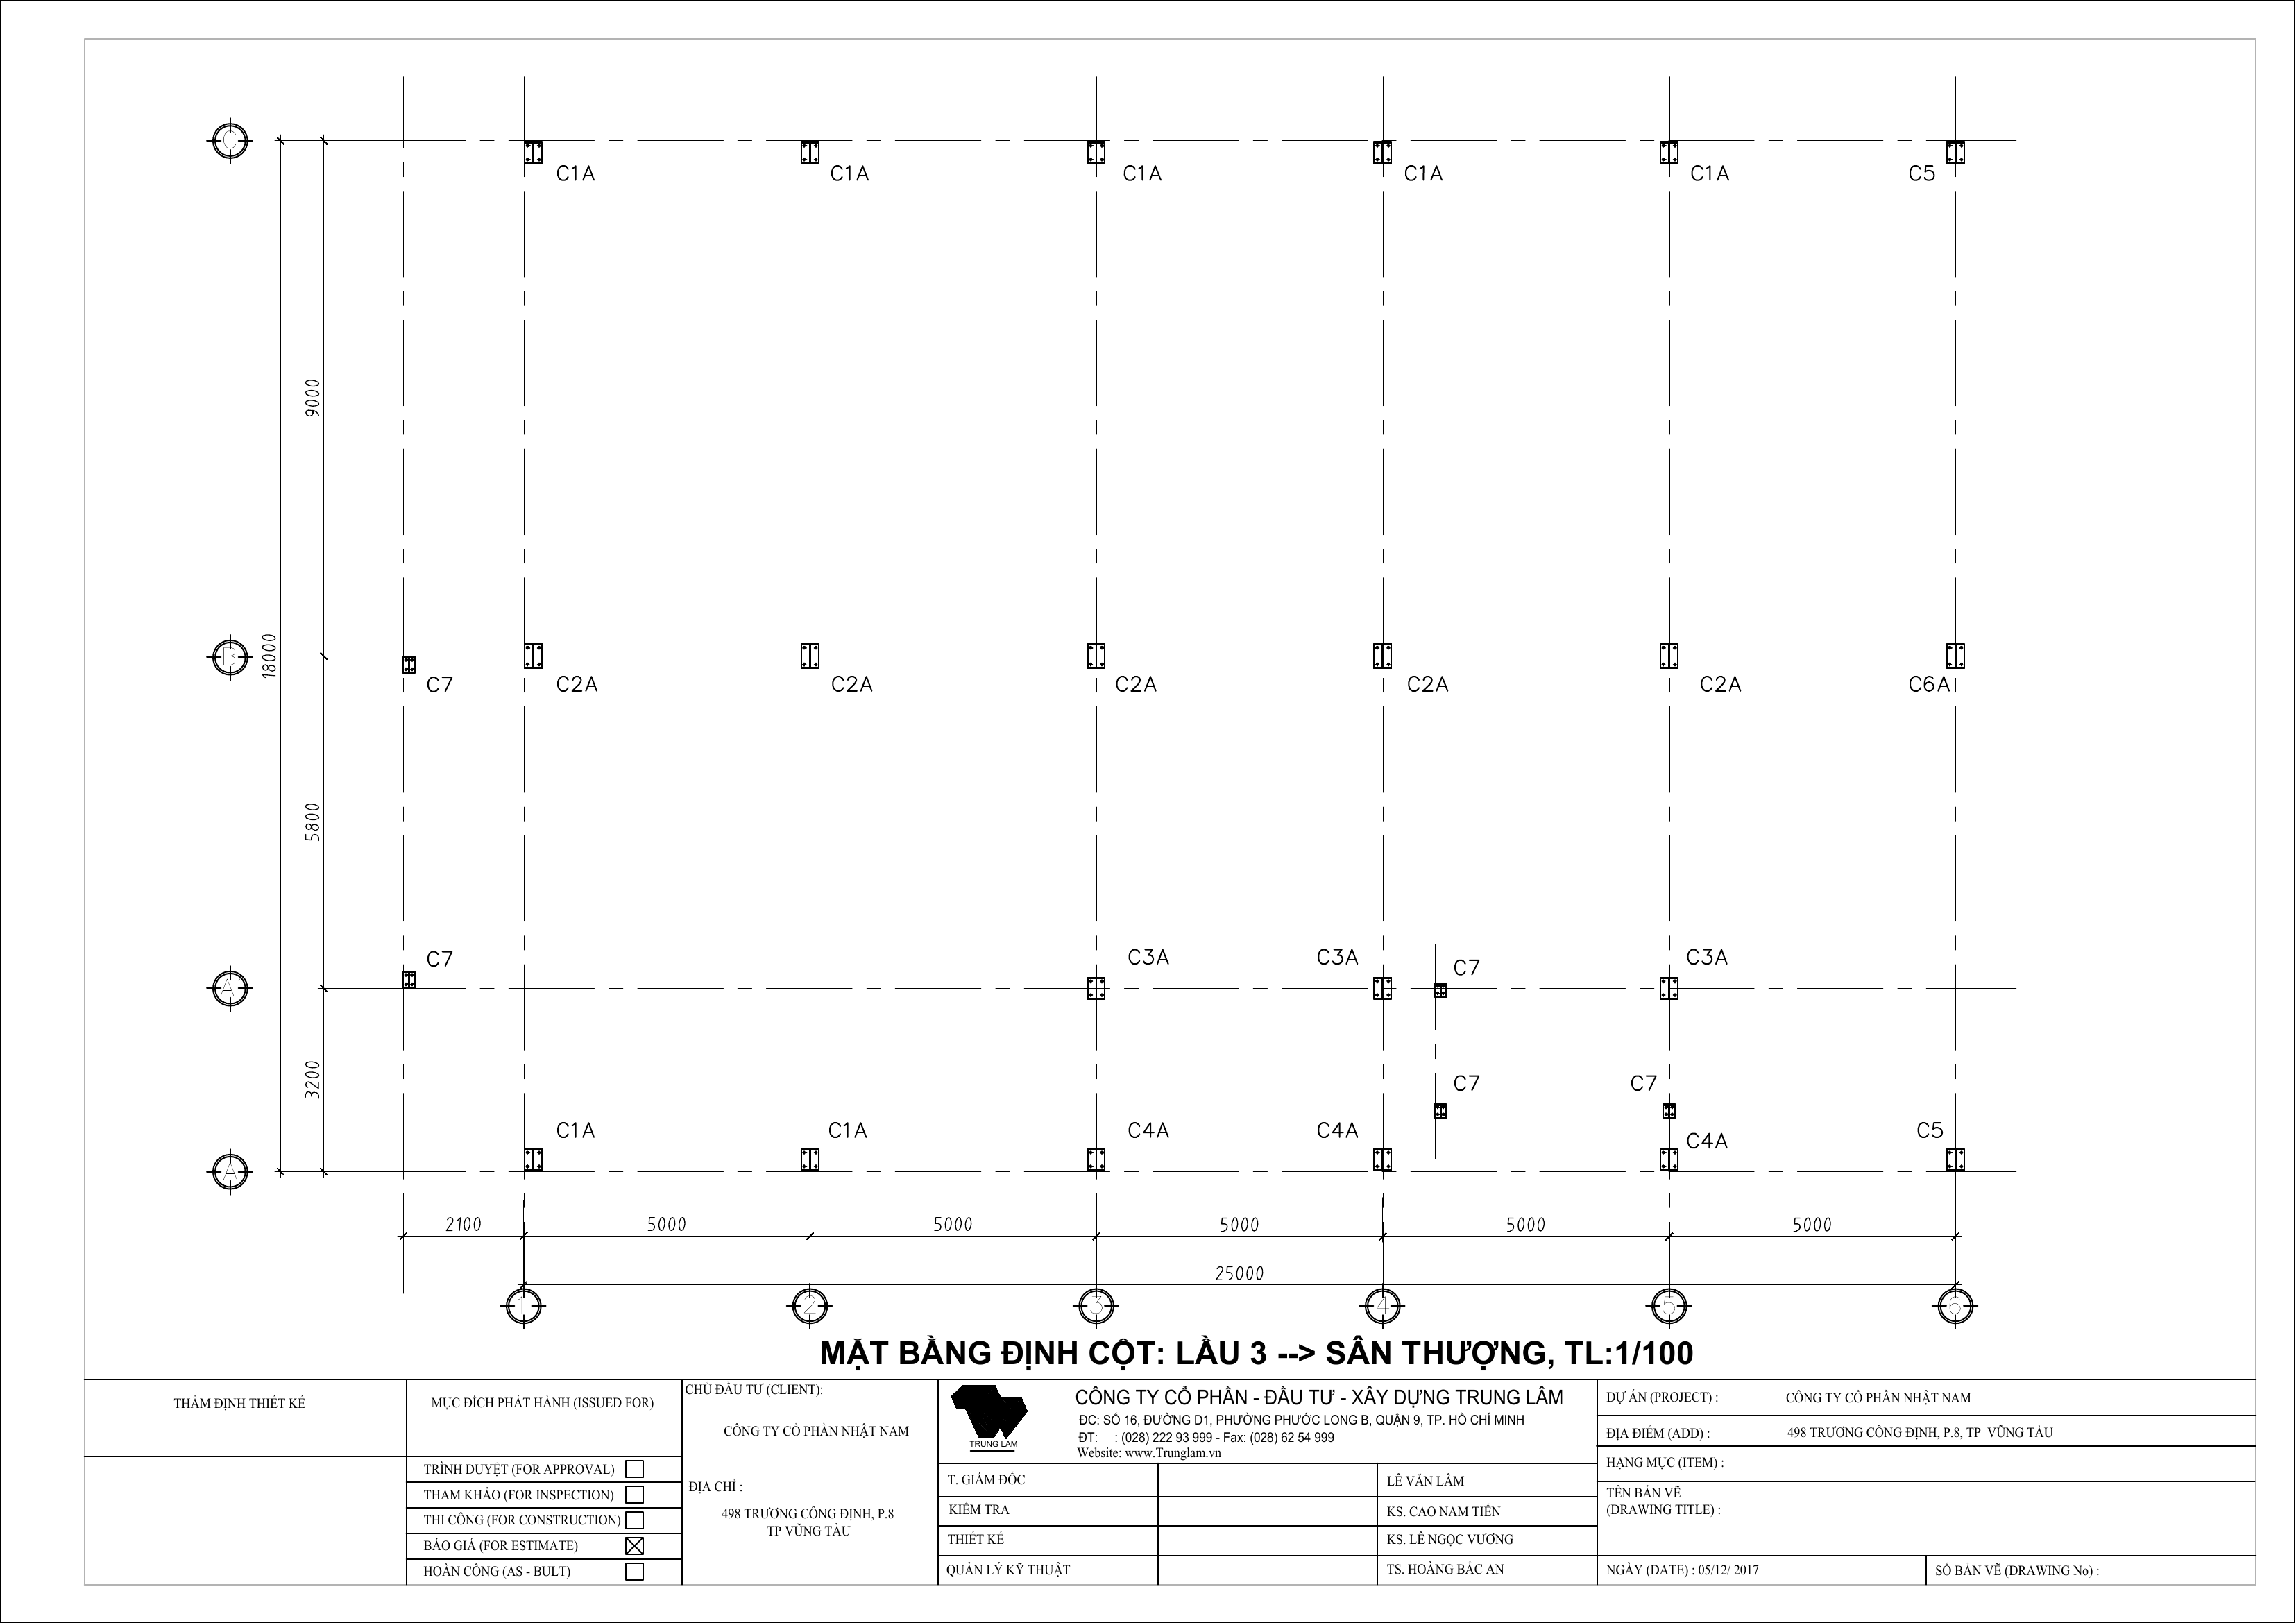 C
C1A C1A C1A C1A C1A C5
9000
18000
B
C7 C2A C2A C2A C2A C2A C6A
5800
C7 C3A C3A C7 C3A
A'
3200
C7 C7
C1A C1A C4A C4A C4A C5
A
2100 5000 5000 5000 5000 5000
25000
1 2 3 4 5 6
MẶT BẰNG ĐỊNH CỘT: LẦU 3 --> SÂN THƯỢNG, TL:1/100
THẨM ĐỊNH THIẾT KẾ
MỤC ĐÍCH PHÁT HÀNH (ISSUED FOR)
TRÌNH DUYỆT (FOR APPROVAL)
THAM KHẢO (FOR INSPECTION)
THI CÔNG (FOR CONSTRUCTION)
BÁO GIÁ (FOR ESTIMATE)
HOÀN CÔNG (AS - BULT)
CHỦ ĐẦU TƯ (CLIENT):
CÔNG TY CỔ PHẦN NHẬT NAM
ĐỊA CHỈ :
498 TRƯƠNG CÔNG ĐỊNH, P.8
TP VŨNG TÀU
TRUNG LAM
CÔNG TY CỔ PHẦN - ĐẦU TƯ - XÂY DỰNG TRUNG LÂM
ĐC: SỐ 16, ĐƯỜNG D1, PHƯỜNG PHƯỚC LONG B, QUẬN 9, TP. HỒ CHÍ MINH
ĐT: : (028) 222 93 999 - Fax: (028) 62 54 999
Website: www.Trunglam.vn
T. GIÁM ĐỐC LÊ VĂN LÂM
KIỂM TRA KS. CAO NAM TIẾN
THIẾT KẾ KS. LÊ NGỌC VƯƠNG
QUẢN LÝ KỸ THUẬT TS. HOÀNG BẮC AN
DỰ ÁN (PROJECT) : CÔNG TY CỔ PHẦN NHẬT NAM
ĐỊA ĐIỂM (ADD) : 498 TRƯƠNG CÔNG ĐỊNH, P.8, TP VŨNG TÀU
HẠNG MỤC (ITEM) :
TÊN BẢN VẼ
(DRAWING TITLE) :
NGÀY (DATE) : 05/12/ 2017
SỐ BẢN VẼ (DRAWING No) :